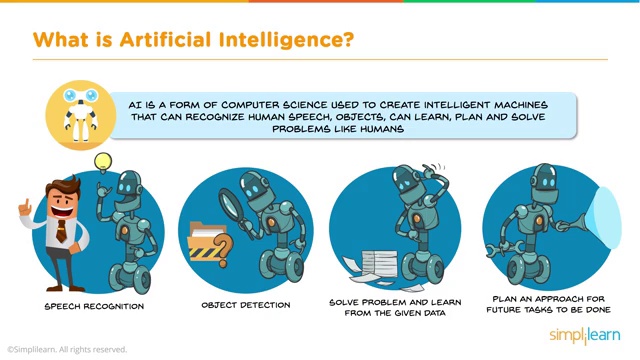 What is Artificial Intelligence?
AI IS A FORM OF COMPUTER SCIENCE USED TO CREATE INTELLIGENT MACHINES
THAT CAN RECOGNIZE HUMAN SPEECH, OBJECTS, CAN LEARN, PLAN AND SOLVE
PROBLEMS LIKE HUMANS
?
SPEECH RECOGNITION
OBJECT DETECTION
SOLVE PROBLEM AND LEARN
FROM THE GIVEN DATA
PLAN AN APPROACH FOR
FUTURE TASKS TO BE DONE
©Simplilearn. All rights reserved.
simplilearn